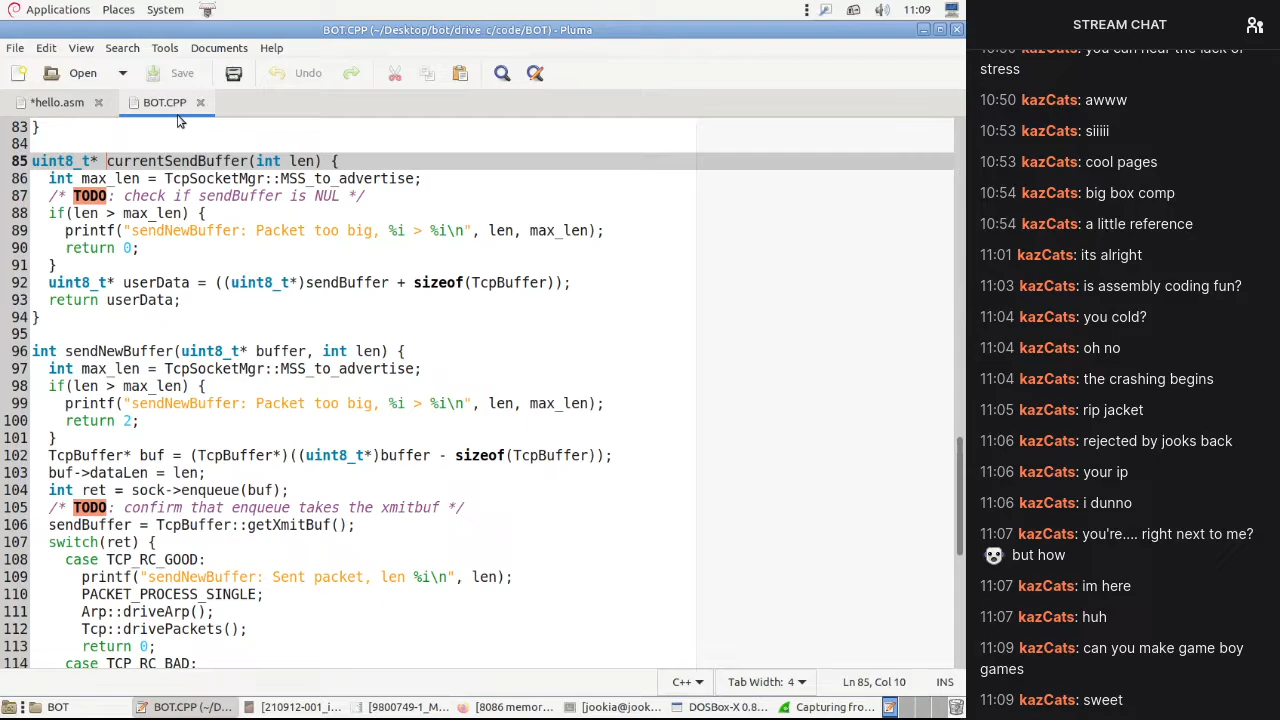 Applications Places System 11:09
BOT.CPP (~/Desktop/bot/drive_c/code/BOT) - Pluma
File Edit View Search Tools Documents Help
Open Save Undo
*hello.asm BOT.CPP
83 }
84
85 uint8_t* currentSendBuffer(int len) {
86 int max_len = TcpSocketMgr::MSS_to_advertise;
87 /* TODO: check if sendBuffer is NUL */
88 if(len > max_len) {
89 printf("sendNewBuffer: Packet too big, %i > %i\n", len, max_len);
90 return 0;
91 }
92 uint8_t* userData = ((uint8_t*)sendBuffer + sizeof(TcpBuffer));
93 return userData;
94 }
95
96 int sendNewBuffer(uint8_t* buffer, int len) {
97 int max_len = TcpSocketMgr::MSS_to_advertise;
98 if(len > max_len) {
99 printf("sendNewBuffer: Packet too big, %i > %i\n", len, max_len);
100 return 2;
101 }
102 TcpBuffer* buf = (TcpBuffer*)((uint8_t*)buffer - sizeof(TcpBuffer));
103 buf->dataLen = len;
104 int ret = sock->enqueue(buf);
105 /* TODO: confirm that enqueue takes the xmitbuf */
106 sendBuffer = TcpBuffer::getXmitBuf();
107 switch(ret) {
108 case TCP_RC_GOOD:
109 printf("sendNewBuffer: Sent packet, len %i\n", len);
110 PACKET_PROCESS_SINGLE;
111 Arp::driveArp();
112 Tcp::drivePackets();
113 return 0;
114 case TCP_RC_BAD:
C++ Tab Width: 4 Ln 85, Col 10 INS
BOT BOT.CPP (~/D... [210912-001_i... [9800749-1_M... [8086 memor... [jookia@jook... DOSBox-X 0.8... Capturing fro...
STREAM CHAT
10:50 kazCats: you can hear the lack of
stress
10:50 kazCats: awww
10:53 kazCats: siiiii
10:53 kazCats: cool pages
10:54 kazCats: big box comp
10:54 kazCats: a little reference
11:01 kazCats: its alright
11:03 kazCats: is assembly coding fun?
11:04 kazCats: you cold?
11:04 kazCats: oh no
11:04 kazCats: the crashing begins
11:05 kazCats: rip jacket
11:06 kazCats: rejected by jooks back
11:06 kazCats: your ip
11:06 kazCats: i dunno
11:07 kazCats: you're.... right next to me?
but how
11:07 kazCats: im here
11:07 kazCats: huh
11:09 kazCats: can you make game boy
games
11:09 kazCats: sweet